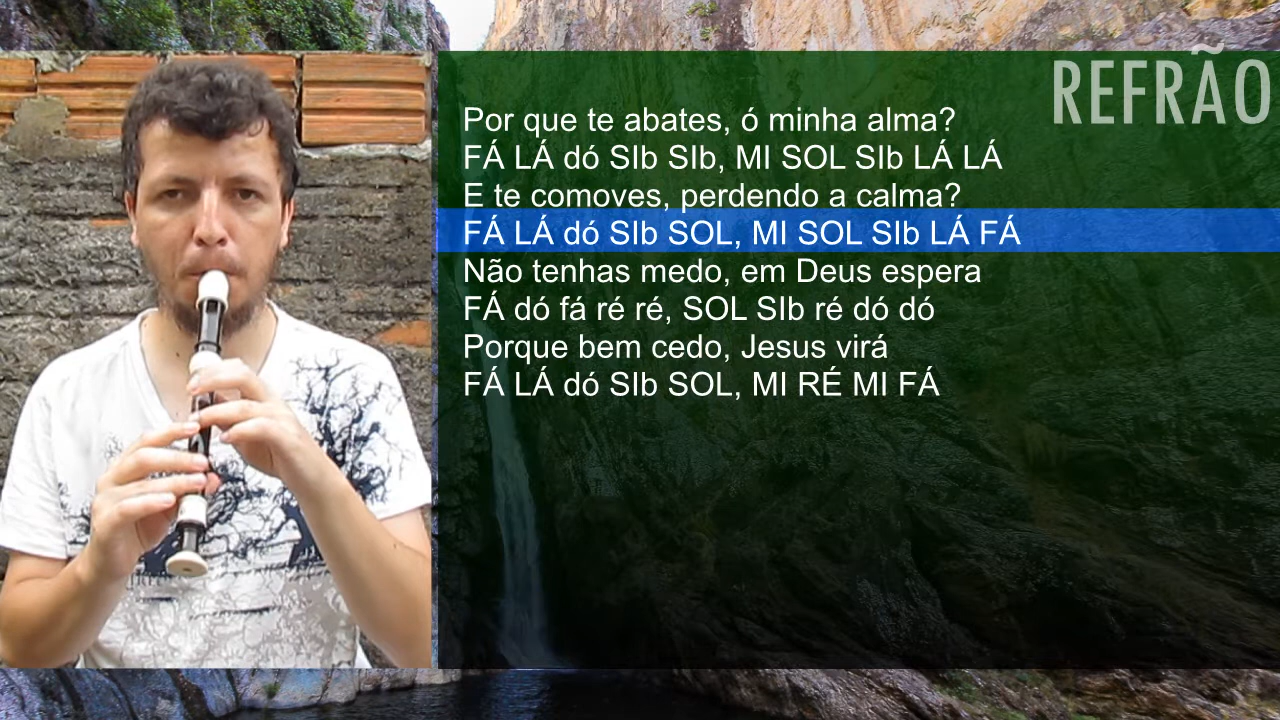 REFRÃO
Por que te abates, ó minha alma?
FÁ LÁ dó SIb SIb, MI SOL SIb LÁ LÁ
E te comoves, perdendo a calma?
FÁ LÁ dó SIb SOL, MI SOL SIb LÁ FÁ
Não tenhas medo, em Deus espera
FÁ dó fá ré ré, SOL SIb ré dó dó
Porque bem cedo, Jesus virá
FÁ LÁ dó SIb SOL, MI RÉ MI FÁ